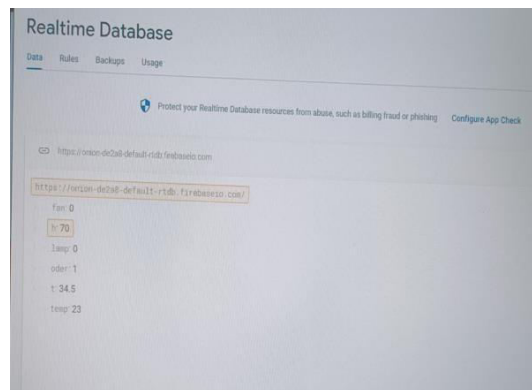 Realtime Database
Data Rules Backups Usage
Protect your Realtime Database resources from abuse, such as billing fraud or phishing Configure App Check
https://onion-de2a8-default-rtdb.firebaseio.com
https://onion-de2a8-default-rtdb.firebaseio.com/
fan: 0
h: 70
lamp: 0
oder: 1
t: 34.5
temp: 23